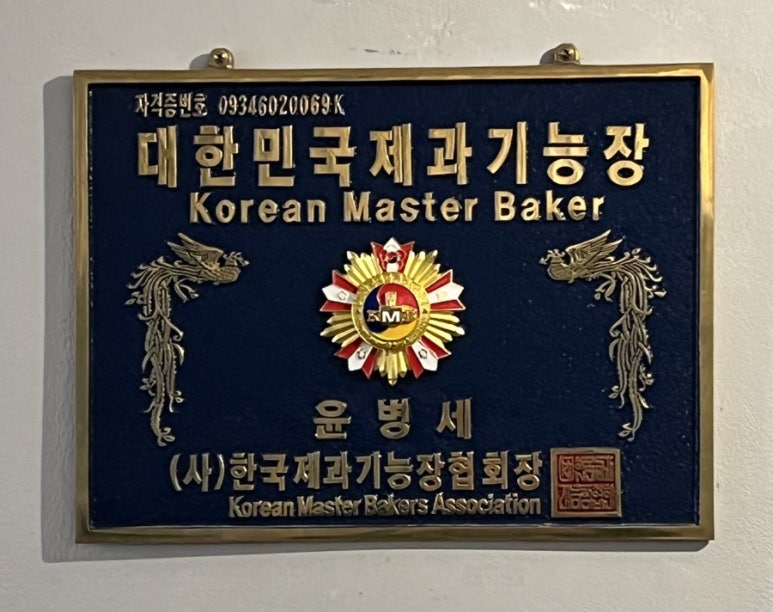 자격증번호 09346020069K
대한민국제과기능장
Korean Master Baker
KMB
윤병세
(사)한국제과기능장협회장
Korean Master Bakers Association